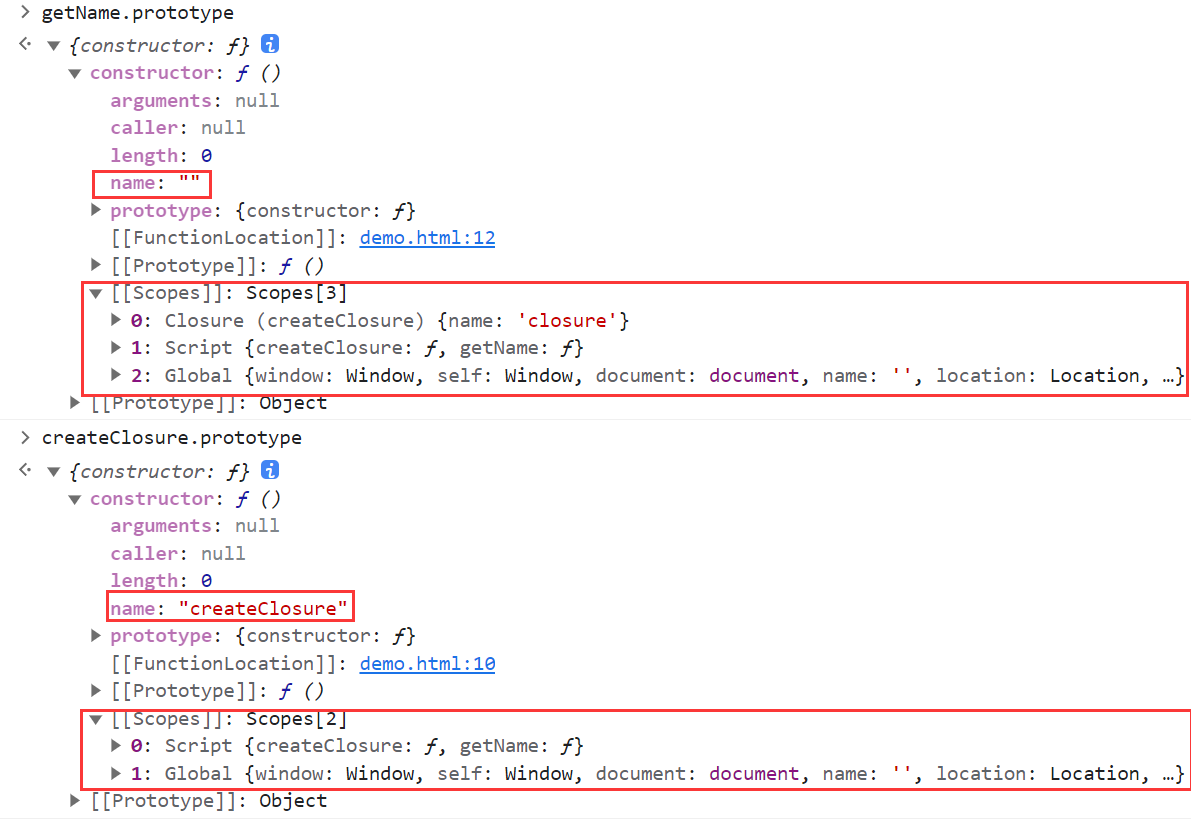 > getName.prototype
{constructor: ƒ} i
constructor: ƒ ()
arguments: null
caller: null
length: 0
name: ""
prototype: {constructor: ƒ}
[[FunctionLocation]]: demo.html:12
[[Prototype]]: ƒ ()
[[Scopes]]: Scopes[3]
0: Closure (createClosure) {name: 'closure'}
1: Script {createClosure: ƒ, getName: ƒ}
2: Global {window: Window, self: Window, document: document, name: '', location: Location, …}
[[Prototype]]: Object
> createClosure.prototype
{constructor: ƒ} i
constructor: ƒ ()
arguments: null
caller: null
length: 0
name: "createClosure"
prototype: {constructor: ƒ}
[[FunctionLocation]]: demo.html:10
[[Prototype]]: ƒ ()
[[Scopes]]: Scopes[2]
0: Script {createClosure: ƒ, getName: ƒ}
1: Global {window: Window, self: Window, document: document, name: '', location: Location, …}
[[Prototype]]: Object